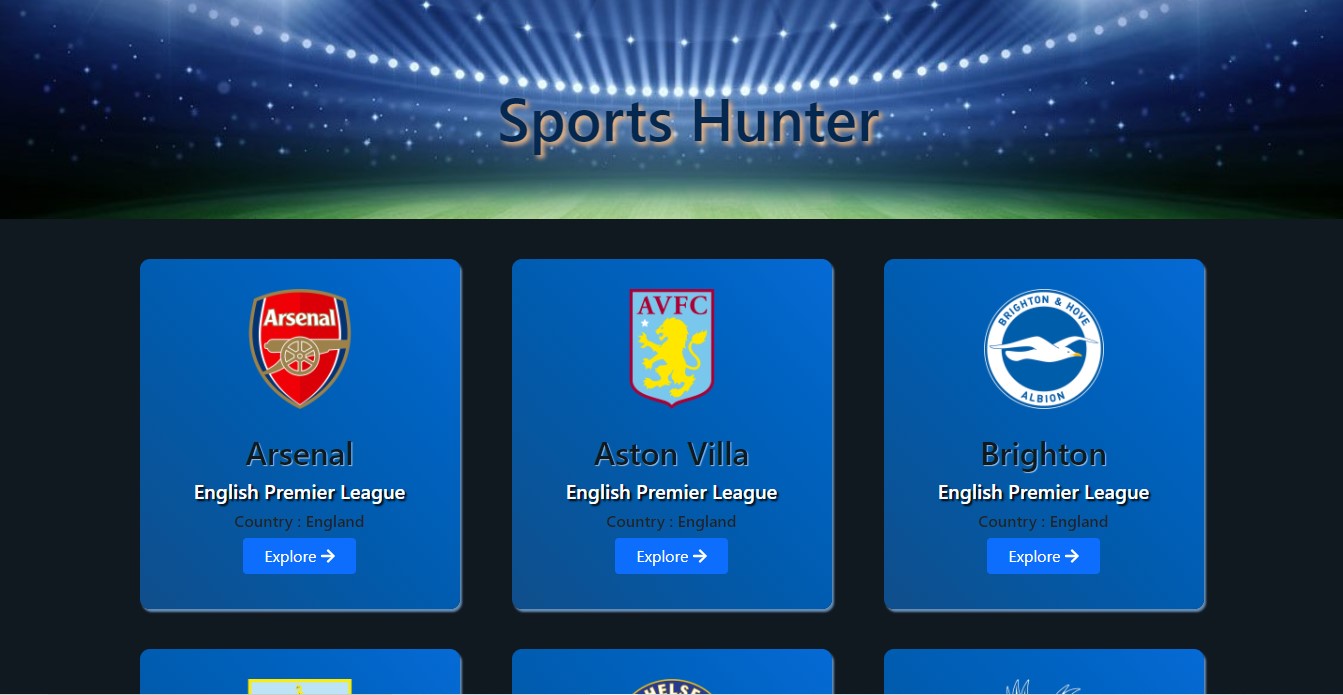 Sports Hunter
Arsenal
AVFC
BRIGHTON & HOVE
ALBION
Arsenal
Aston Villa
Brighton
English Premier League
English Premier League
English Premier League
Country : England
Country : England
Country : England
Explore
Explore
Explore